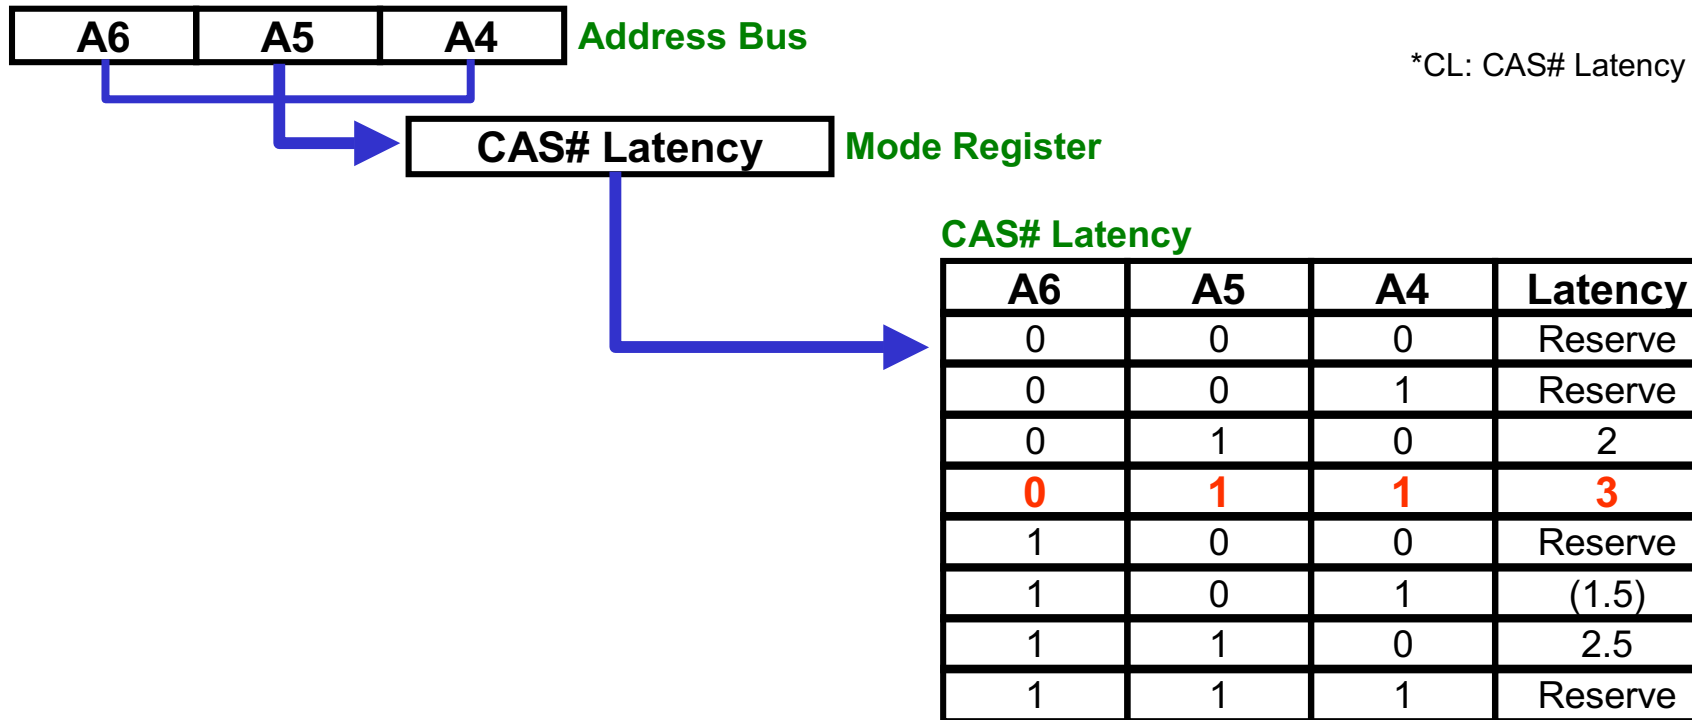 A6 A5 A4 Address Bus
*CL: CAS# Latency
CAS# Latency Mode Register
CAS# Latency
A6 A5 A4 Latency
0 0 0 Reserve
0 0 1 Reserve
0 1 0 2
0 1 1 3
1 0 0 Reserve
1 0 1 (1.5)
1 1 0 2.5
1 1 1 Reserve